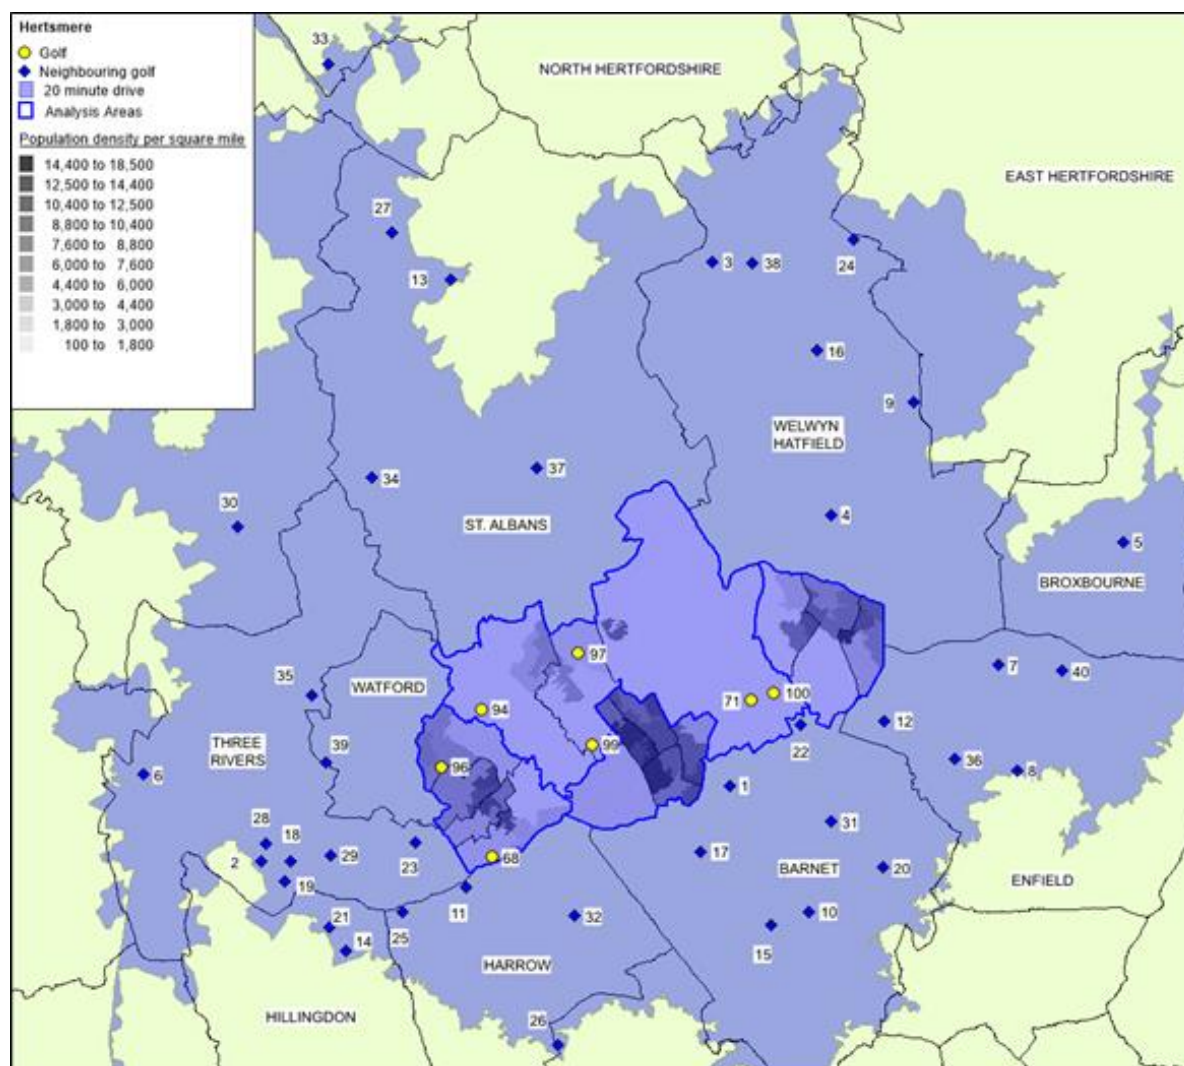 Hertsmere
Golf
Neighbouring golf
20 minute drive
Analysis Areas
Population density per square mile
14,400 to 18,500
12,500 to 14,400
10,400 to 12,500
8,800 to 10,400
7,600 to 8,800
6,000 to 7,600
4,400 to 6,000
3,000 to 4,400
1,800 to 3,000
100 to 1,800
33
NORTH HERTFORDSHIRE
EAST HERTFORDSHIRE
27
3
38
24
13
16
9
WELWYN
HATFIELD
37
34
30
ST. ALBANS
4
5
BROXBOURNE
97
7
40
35
WATFORD
71
100
94
12
22
THREE
RIVERS
39
99
36
96
6
8
1
28
18
31
2
29
23
17
68
BARNET
20
19
ENFIELD
11
32
10
21
14
25
15
HARROW
HILLINGDON
26